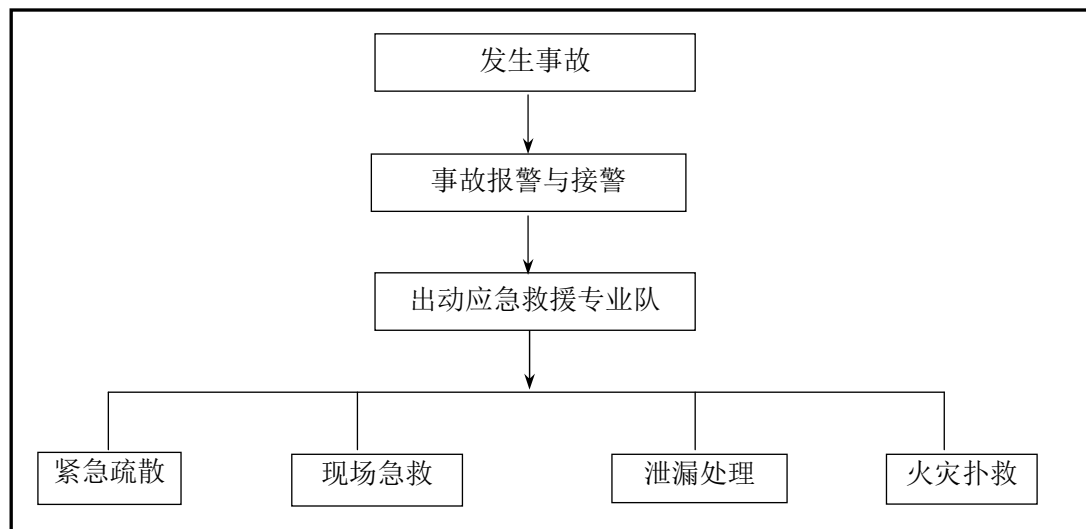 发生事故
事故报警与接警
出动应急救援专业队
紧急疏散
现场急救
泄漏处理
火灾扑救